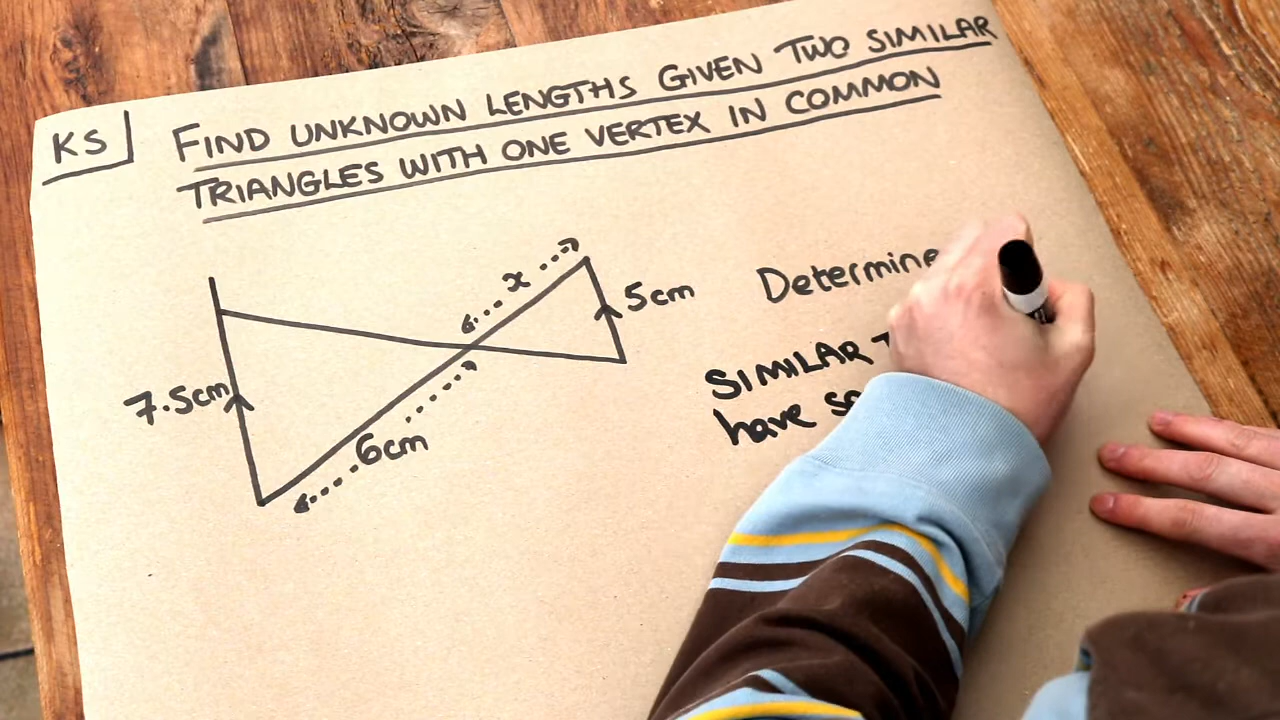 KS
FIND UNKNOWN LENGTHS GIVEN TWO SIMILAR
TRIANGLES WITH ONE VERTEX IN COMMON
x
5cm
7.5cm
6cm
Determine
SIMILAR
have